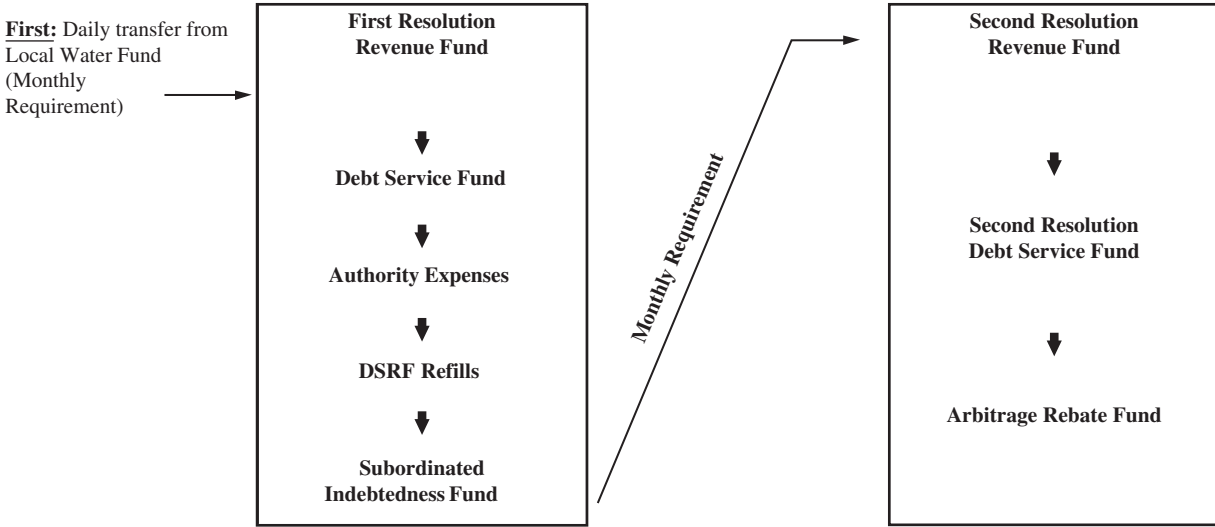 First: Daily transfer from
Local Water Fund
(Monthly
Requirement)
First Resolution
Revenue Fund
Debt Service Fund
Authority Expenses
DSRF Refills
Subordinated
Indebtedness Fund
Monthly Requirement
Second Resolution
Revenue Fund
Second Resolution
Debt Service Fund
Arbitrage Rebate Fund